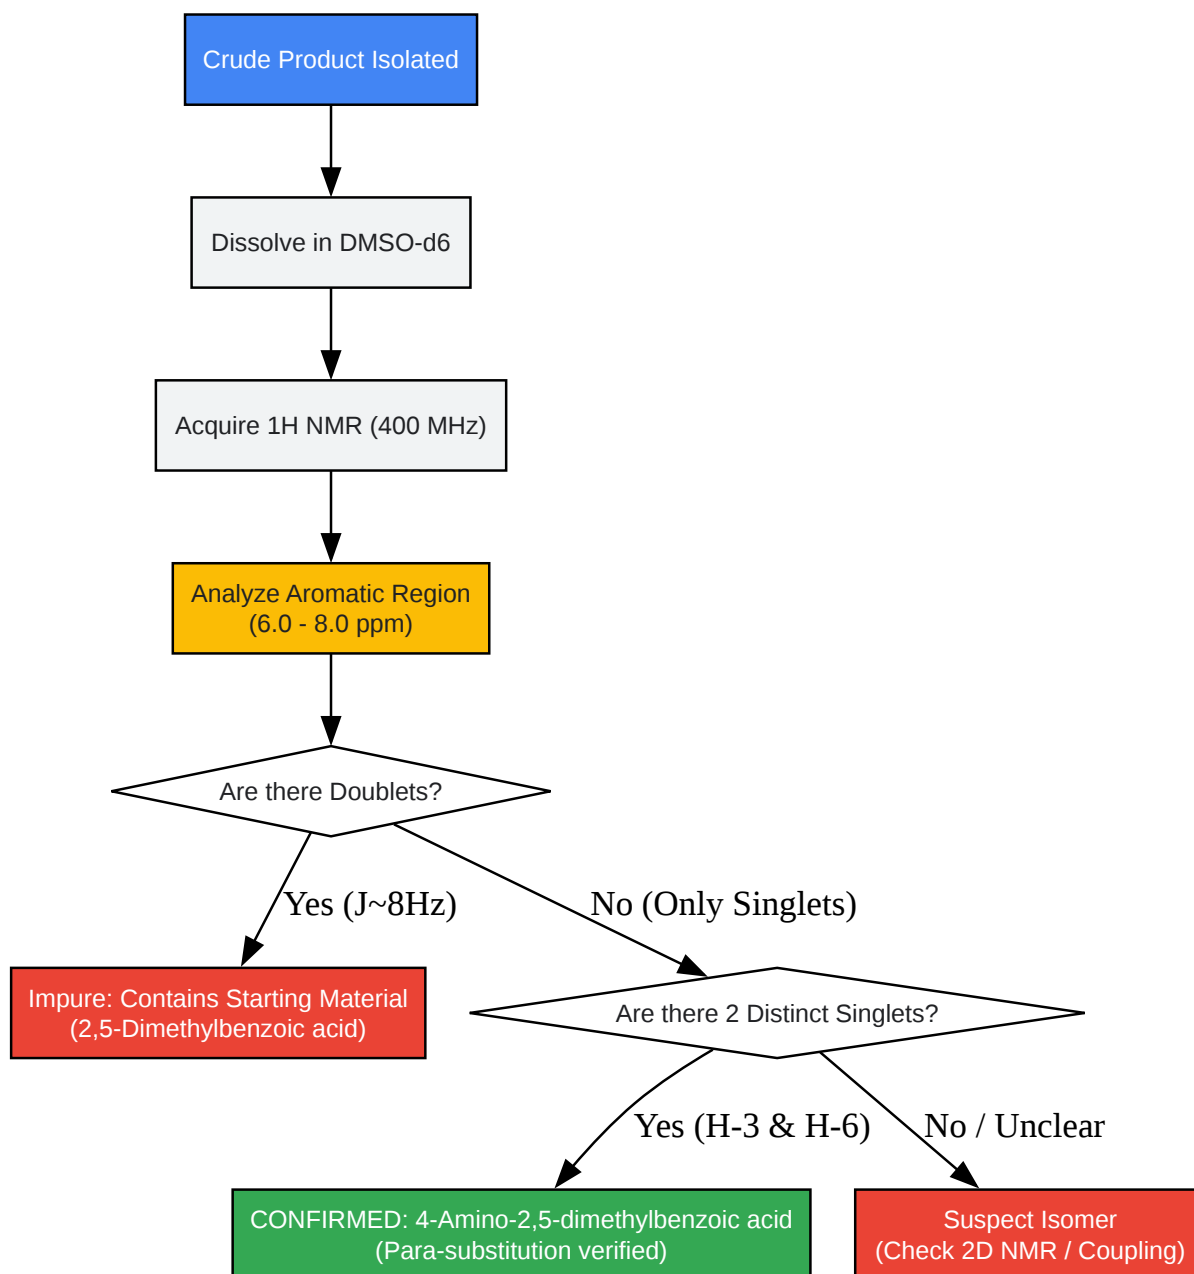 Crude Product Isolated
Dissolve in DMSO-d6
Acquire 1H NMR (400 MHz)
Analyze Aromatic Region
(6.0 - 8.0 ppm)
Are there Doublets?
Yes (J~8Hz)
No (Only Singlets)
Impure: Contains Starting Material
(2,5-Dimethylbenzoic acid)
Are there 2 Distinct Singlets?
Yes (H-3 & H-6)
No / Unclear
CONFIRMED: 4-Amino-2,5-dimethylbenzoic acid
(Para-substitution verified)
Suspect Isomer
(Check 2D NMR / Coupling)